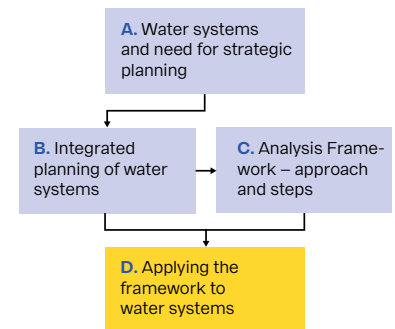 A. Water systems
and need for strategic
planning
B. Integrated
planning of water
systems
C. Analysis Frame-
work – approach
and steps
D. Applying the
framework to
water systems